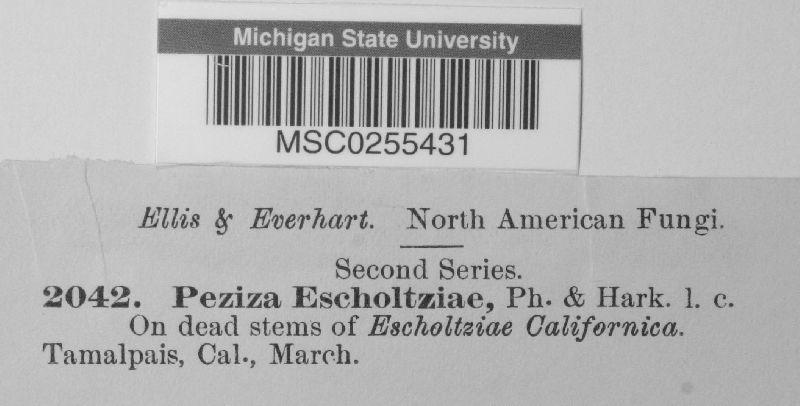 Michigan State University
MSC0255431
Ellis & Everhart. North American Fungi.
Second Series.
2042. Peziza Escholtziae, Ph. & Hark. l. c.
On dead stems of Escholtziae Californica.
Tamalpais, Cal., March.